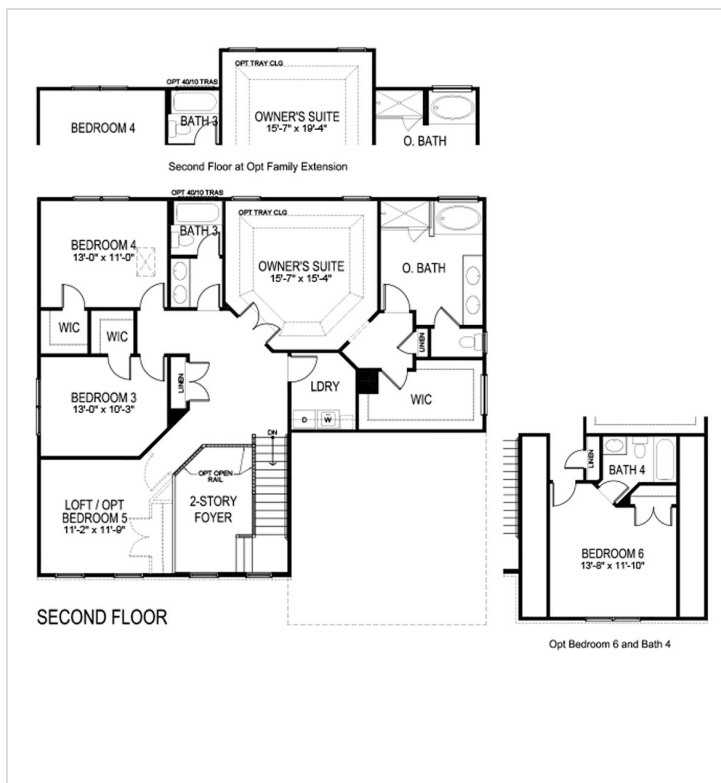 OPT 40/10 TRAS
OPT TRAY CLG
BEDROOM 4
BATH 3
OWNER'S SUITE
15'-7" x 19'-4"
O. BATH
Second Floor at Opt Family Extension
OPT 40/10 TRAS
OPT TRAY CLG
BEDROOM 4
13'-0" x 11'-0"
BATH 3
OWNER'S SUITE
15'-7" x 15'-4"
O. BATH
WIC
WIC
LINEN
BEDROOM 3
13'-0" x 10'-3"
LINEN
LDRY
D
W
WIC
DN
OPT OPEN
RAIL
LOFT / OPT
BEDROOM 5
11'-2" x 11'-9"
2-STORY
FOYER
SECOND FLOOR
LINEN
BATH 4
BEDROOM 6
13'-8" x 11'-10"
Opt Bedroom 6 and Bath 4